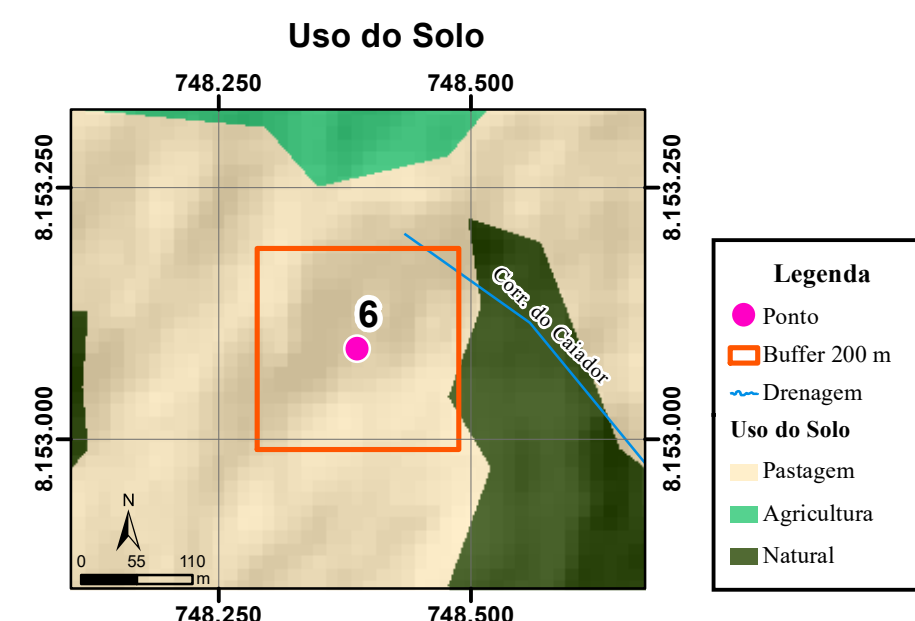 Uso do Solo
748.250 748.500
8.153.250 8.153.250
6
Corr. do Caiador
8.153.000 8.153.000
N
0 55 110
m
748.250 748.500
Legenda
Ponto
Buffer 200 m
Drenagem
Uso do Solo
Pastagem
Agricultura
Natural